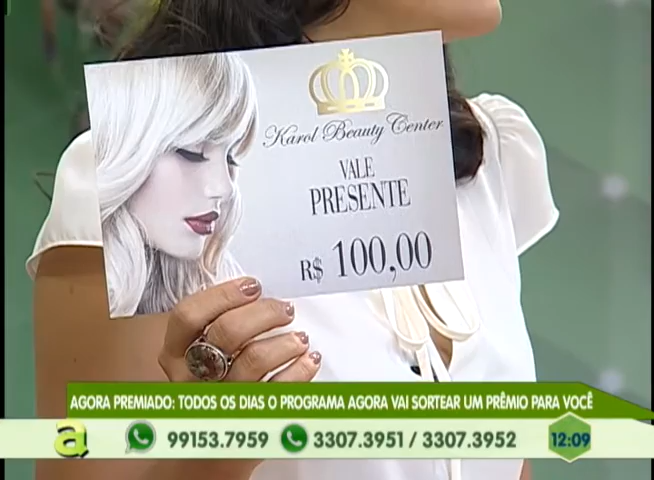 Karol Beauty Center
VALE
PRESENTE
R$ 100,00
AGORA PREMIADO: TODOS OS DIAS O PROGRAMA AGORA VAI SORTEAR UM PRÊMIO PARA VOCÊ
a 99153.7959 3307.3951 / 3307.3952 12:09